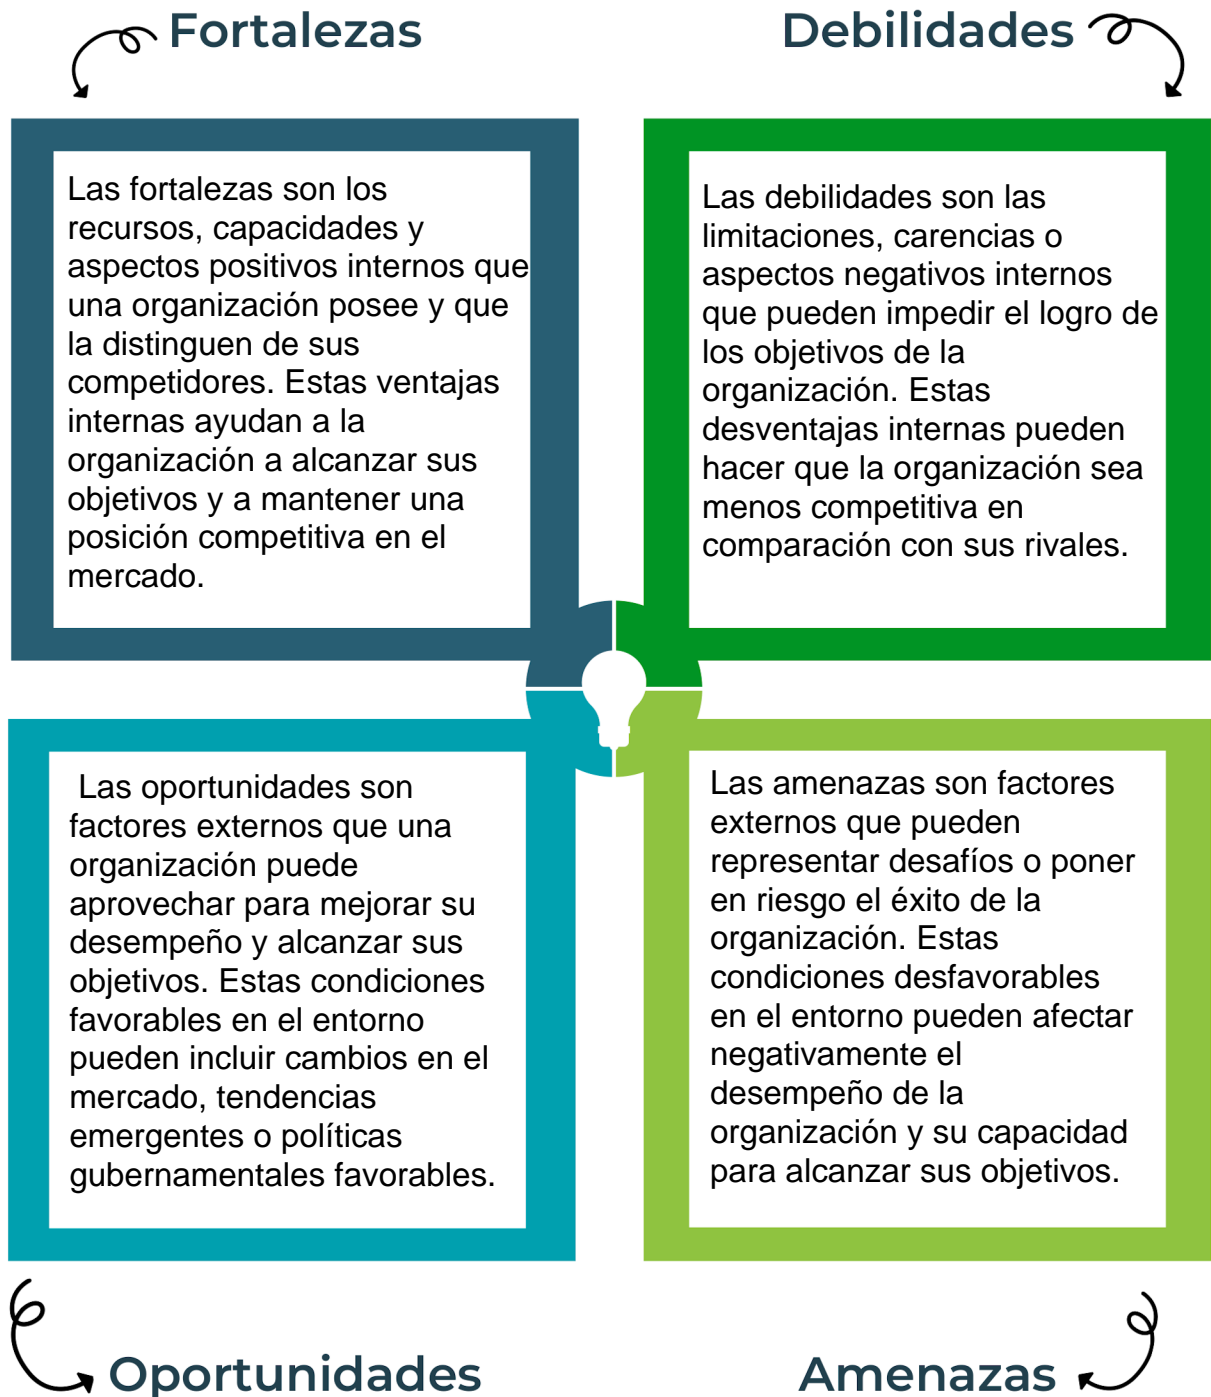 Fortalezas
Las fortalezas son los
recursos, capacidades y
aspectos positivos internos que
una organización posee y que
la distinguen de sus
competidores. Estas ventajas
internas ayudan a la
organización a alcanzar sus
objetivos y a mantener una
posición competitiva en el
mercado.
Debilidades
Las debilidades son las
limitaciones, carencias o
aspectos negativos internos
que pueden impedir el logro de
los objetivos de la
organización. Estas
desventajas internas pueden
hacer que la organización sea
menos competitiva en
comparación con sus rivales.
Las oportunidades son
factores externos que una
organización puede
aprovechar para mejorar su
desempeño y alcanzar sus
objetivos. Estas condiciones
favorables en el entorno
pueden incluir cambios en el
mercado, tendencias
emergentes o políticas
gubernamentales favorables.
Oportunidades
Las amenazas son factores
externos que pueden
representar desafíos o poner
en riesgo el éxito de la
organización. Estas
condiciones desfavorables
en el entorno pueden afectar
negativamente el
desempeño de la
organización y su capacidad
para alcanzar sus objetivos.
Amenazas